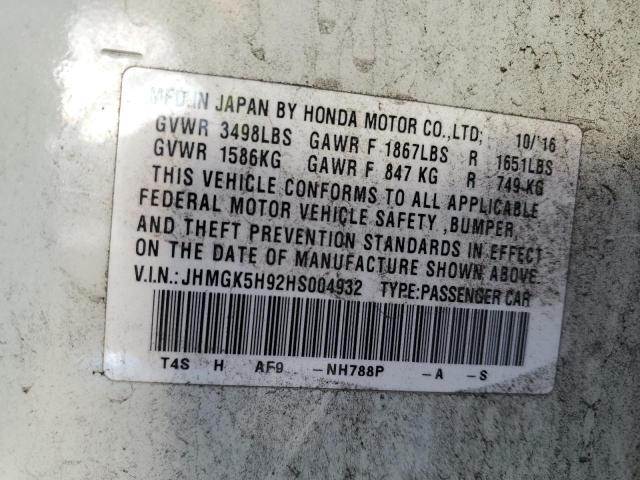 MFD.IN JAPAN BY HONDA MOTOR CO.,LTD; 10/'16
GVWR 3498LBS GAWR F 1867LBS R 1651LBS
GVWR 1586KG GAWR F 847 KG R 749 KG
THIS VEHICLE CONFORMS TO ALL APPLICABLE
FEDERAL MOTOR VEHICLE SAFETY ,BUMPER,
AND THEFT PREVENTION STANDARDS IN EFFECT
ON THE DATE OF MANUFACTURE SHOWN ABOVE.
V.I.N.:JHMGK5H92HS004932 TYPE:PASSENGER CAR
T4S H AF9 –NH788P –A –S